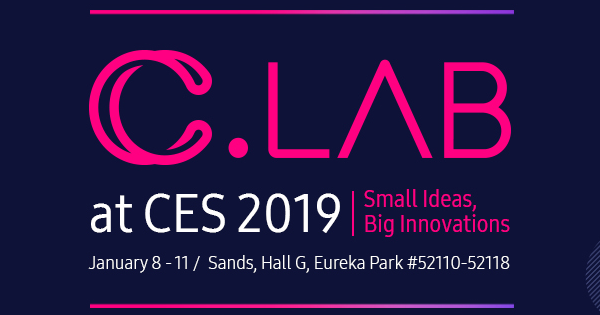 C.LAB
at CES 2019
Small Ideas,
Big Innovations
January 8 - 11 / Sands, Hall G, Eureka Park #52110-52118